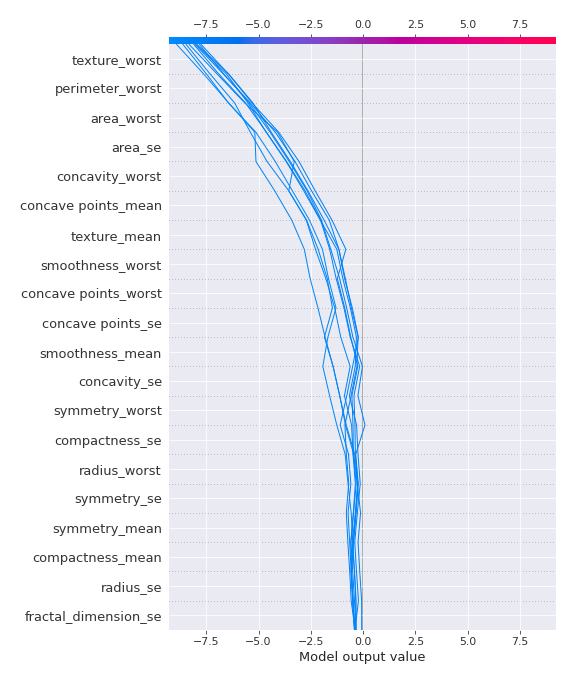 −7.5 −5.0 −2.5 0.0 2.5 5.0 7.5
texture_worst
perimeter_worst
area_worst
area_se
concavity_worst
concave points_mean
texture_mean
smoothness_worst
concave points_worst
concave points_se
smoothness_mean
concavity_se
symmetry_worst
compactness_se
radius_worst
symmetry_se
symmetry_mean
compactness_mean
radius_se
fractal_dimension_se
−7.5 −5.0 −2.5 0.0 2.5 5.0 7.5
Model output value